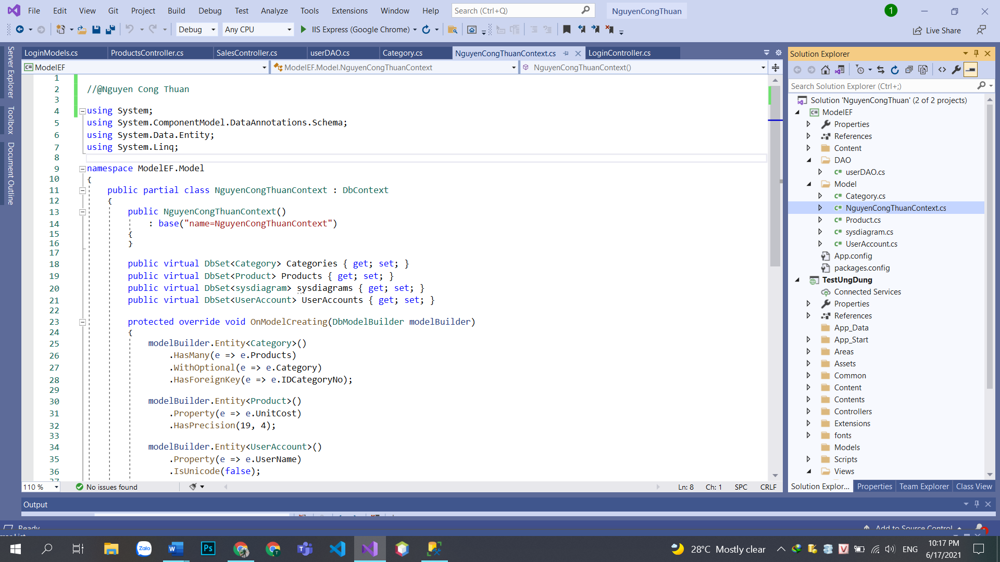 File Edit View Git Project Build Debug Test Analyze Tools Extensions Window Help Search (Ctrl+Q) NguyenCongThuan 1
Debug Any CPU IIS Express (Google Chrome) Live Share
Server Explorer
Toolbox
Document Outline
LoginModels.cs ProductsController.cs SalesController.cs userDAO.cs Category.cs NguyenCongThuanContext.cs LoginController.cs
C# ModelEF ModelEF.Model.NguyenCongThuanContext NguyenCongThuanContext()
1
2 //@Nguyen Cong Thuan
3
4 using System;
5 using System.ComponentModel.DataAnnotations.Schema;
6 using System.Data.Entity;
7 using System.Linq;
8
9 namespace ModelEF.Model
10 {
11 public partial class NguyenCongThuanContext : DbContext
12 {
13 public NguyenCongThuanContext()
14 : base("name=NguyenCongThuanContext")
15 {
16 }
17
18 public virtual DbSet<Category> Categories { get; set; }
19 public virtual DbSet<Product> Products { get; set; }
20 public virtual DbSet<sysdiagram> sysdiagrams { get; set; }
21 public virtual DbSet<UserAccount> UserAccounts { get; set; }
22
23 protected override void OnModelCreating(DbModelBuilder modelBuilder)
24 {
25 modelBuilder.Entity<Category>()
26 .HasMany(e => e.Products)
27 .WithOptional(e => e.Category)
28 .HasForeignKey(e => e.IDCategoryNo);
29
30 modelBuilder.Entity<Product>()
31 .Property(e => e.UnitCost)
32 .HasPrecision(19, 4);
33
34 modelBuilder.Entity<UserAccount>()
35 .Property(e => e.UserName)
36 .IsUnicode(false);
37
110 % No issues found Ln: 8 Ch: 1 SPC CRLF
Solution Explorer
Search Solution Explorer (Ctrl+;)
Solution 'NguyenCongThuan' (2 of 2 projects)
C# ModelEF
Properties
References
Content
DAO
C# userDAO.cs
Model
C# Category.cs
C# NguyenCongThuanContext.cs
C# Product.cs
C# sysdiagram.cs
C# UserAccount.cs
App.config
packages.config
TestUngDung
Connected Services
Properties
References
App_Data
App_Start
Areas
Assets
Common
Content
Contents
Controllers
Extensions
fonts
Models
Scripts
Views
Solution Explor... Properties Team Explorer Class View
Output
Ready Add to Source Control
Zalo W Ps 28°C Mostly clear ENG 10:17 PM
6/17/2021